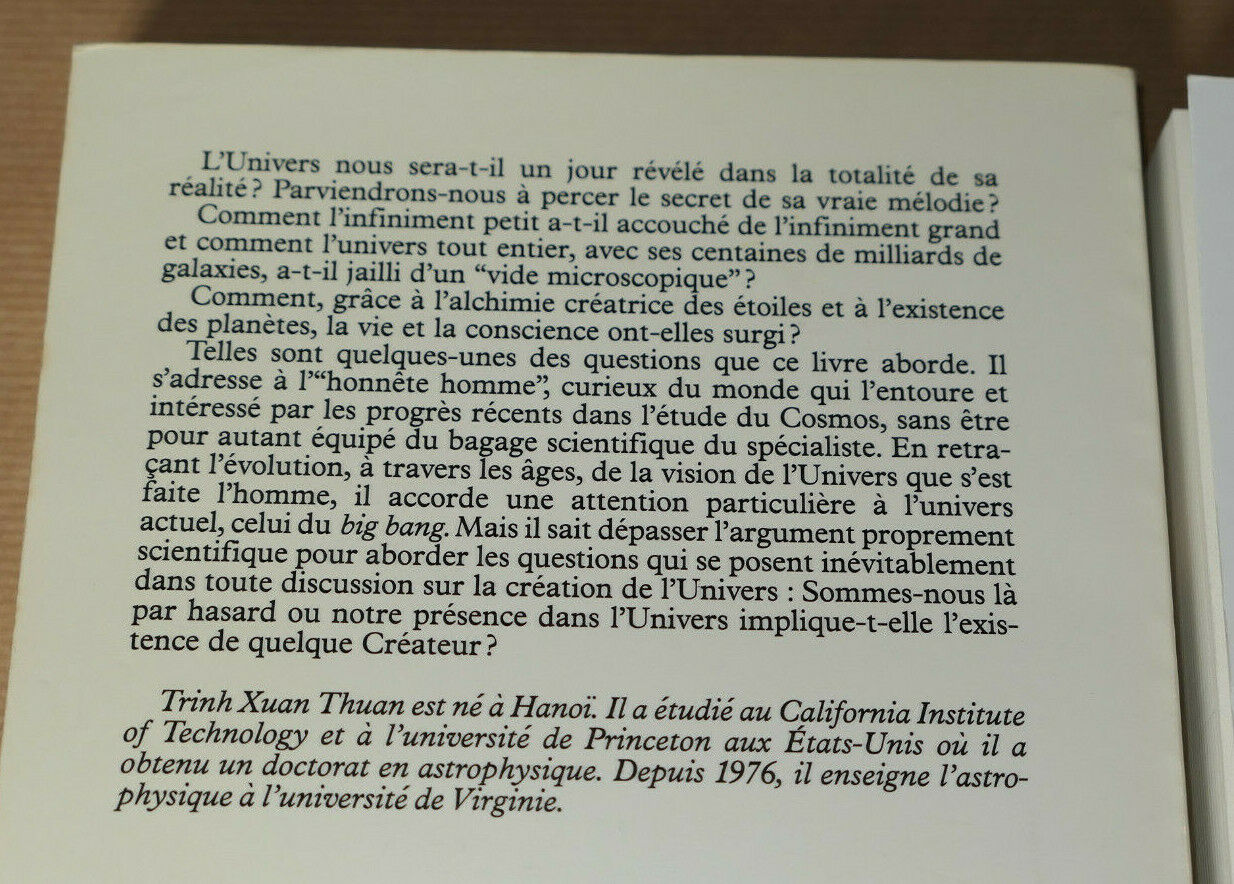 L'Univers nous sera-t-il un jour révélé dans la totalité de sa
réalité ? Parviendrons-nous à percer le secret de sa vraie mélodie ?
Comment l'infiniment petit a-t-il accouché de l'infiniment grand
et comment l'univers tout entier, avec ses centaines de milliards de
galaxies, a-t-il jailli d'un “vide microscopique” ?
Comment, grâce à l'alchimie créatrice des étoiles et à l'existence
des planètes, la vie et la conscience ont-elles surgi ?
Telles sont quelques-unes des questions que ce livre aborde. Il
s'adresse à l'“honnête homme”, curieux du monde qui l'entoure et
intéressé par les progrès récents dans l'étude du Cosmos, sans être
pour autant équipé du bagage scientifique du spécialiste. En retra-
çant l'évolution, à travers les âges, de la vision de l'Univers que s'est
faite l'homme, il accorde une attention particulière à l'univers
actuel, celui du big bang. Mais il sait dépasser l'argument proprement
scientifique pour aborder les questions qui se posent inévitablement
dans toute discussion sur la création de l'Univers : Sommes-nous là
par hasard ou notre présence dans l'Univers implique-t-elle l'exis-
tence de quelque Créateur ?
Trinh Xuan Thuan est né à Hanoï. Il a étudié au California Institute
of Technology et à l'université de Princeton aux États-Unis où il a
obtenu un doctorat en astrophysique. Depuis 1976, il enseigne l'astro-
physique à l'université de Virginie.